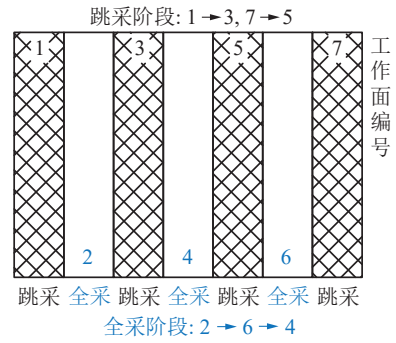 跳采阶段: 1→3, 7→5
1 3 5 7
工作面编号
2 4 6
跳采 全采 跳采 全采 跳采 全采 跳采
全采阶段: 2→6→4